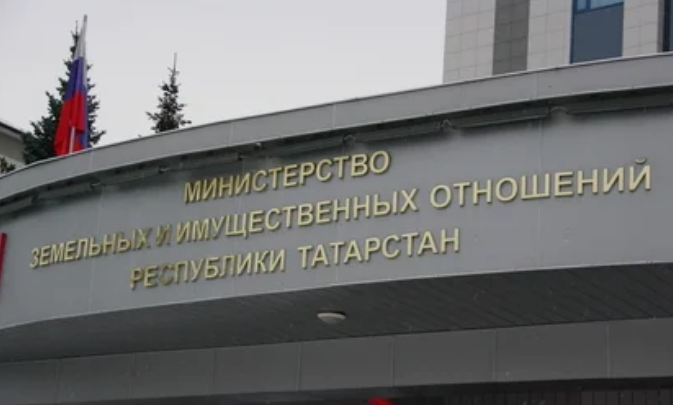 МИНИСТЕРСТВО
ЗЕМЕЛЬНЫХ И ИМУЩЕСТВЕННЫХ ОТНОШЕНИЙ
РЕСПУБЛИКИ ТАТАРСТАН